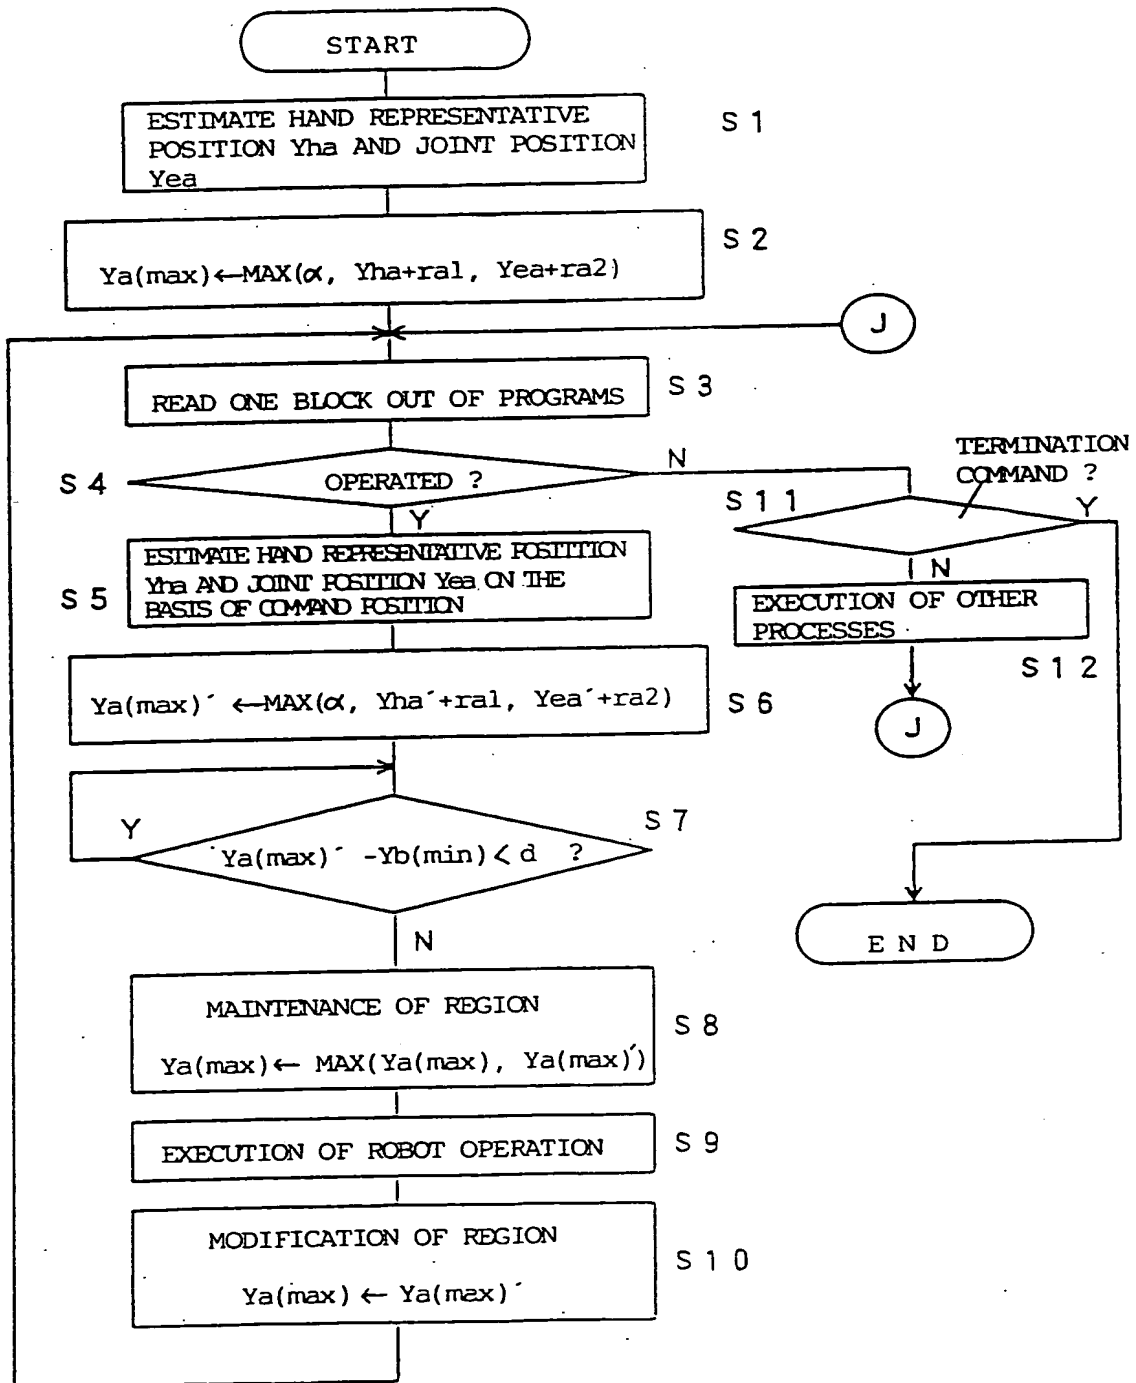 START
ESTIMATE HAND REPRESENTATIVE
POSITION Yha AND JOINT POSITION
Yea
S 1
S 2
Ya(max)←MAX(α, Yha+ra1, Yea+ra2)
J
READ ONE BLOCK OUT OF PROGRAMS
S 3
S 4
OPERATED ?
N
Y
TERMINATION
COMMAND ?
S 1 1
Y
N
ESTIMATE HAND REPRESENTATIVE POSTITION
Yha AND JOINT POSITION Yea ON THE
BASIS OF COMMAND POSITION
S 5
EXECUTION OF OTHER
PROCESSES
S 1 2
J
Ya(max)´ ←MAX(α, Yha´+ra1, Yea´+ra2)
S 6
Y
S 7
Ya(max)´ -Yb(min)< d ?
N
E N D
MAINTENANCE OF REGION
Ya(max)← MAX(Ya(max), Ya(max)´)
S 8
EXECUTION OF ROBOT OPERATION
S 9
MODIFICATION OF REGION
Ya(max) ← Ya(max)´
S 1 0